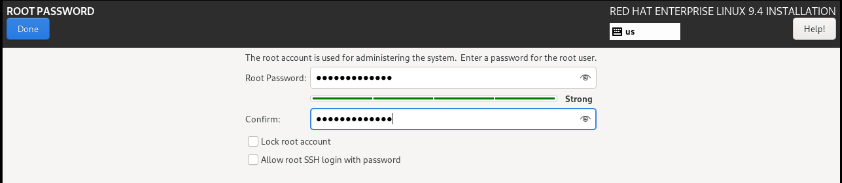 ROOT PASSWORD
RED HAT ENTERPRISE LINUX 9.4 INSTALLATION
Done
us
Help!
The root account is used for administering the system. Enter a password for the root user.
Root Password: ●●●●●●●●●●●●●
Strong
Confirm: ●●●●●●●●●●●●●
Lock root account
Allow root SSH login with password